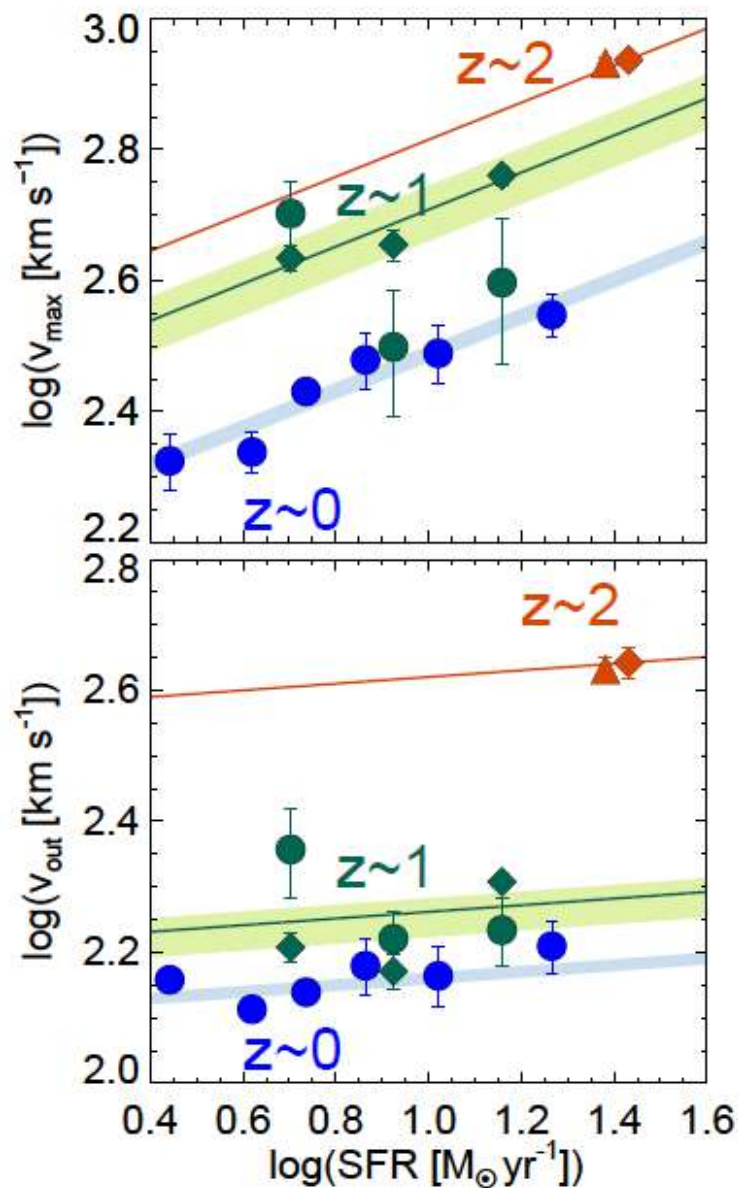 3.0
z~2
2.8
z~1
log(v_max [km s⁻¹])
2.6
2.4
z~0
2.2
2.8
z~2
2.6
log(v_out [km s⁻¹])
2.4
z~1
2.2
z~0
2.0
0.4 0.6 0.8 1.0 1.2 1.4 1.6
log(SFR [M☉ yr⁻¹])